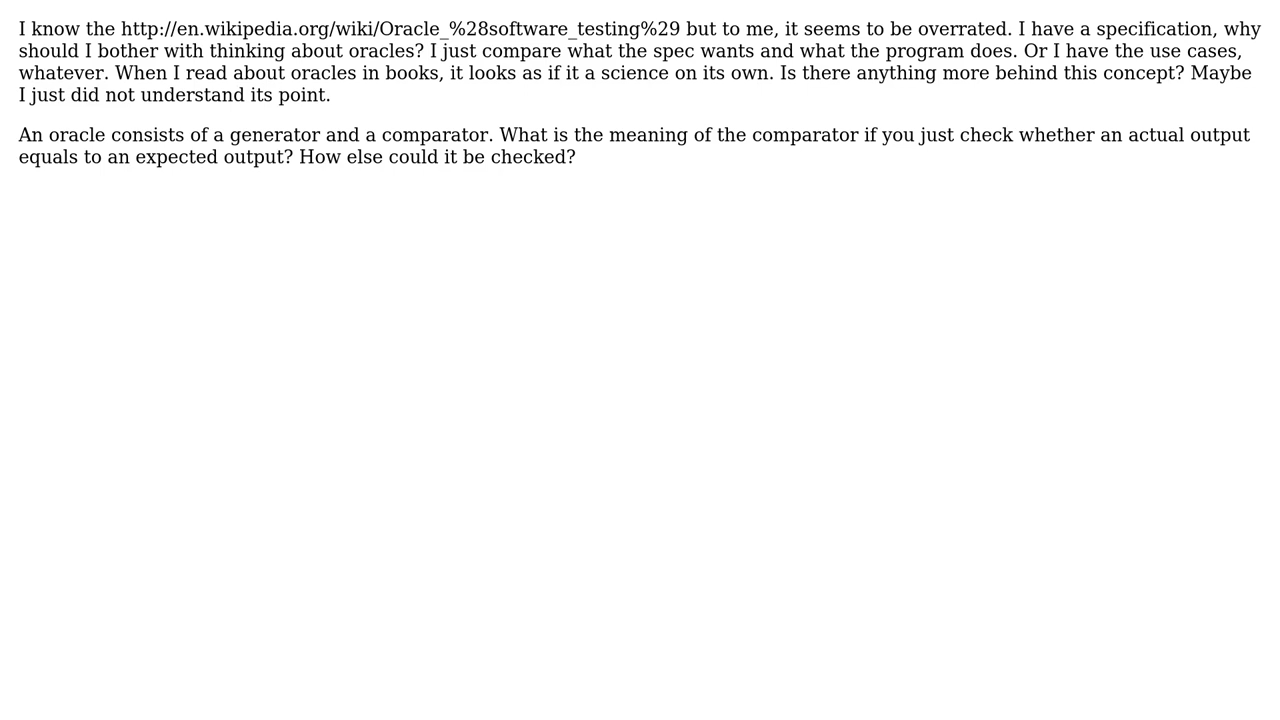 I know the http://en.wikipedia.org/wiki/Oracle_%28software_testing%29 but to me, it seems to be overrated. I have a specification, why
should I bother with thinking about oracles? I just compare what the spec wants and what the program does. Or I have the use cases,
whatever. When I read about oracles in books, it looks as if it a science on its own. Is there anything more behind this concept? Maybe
I just did not understand its point.
An oracle consists of a generator and a comparator. What is the meaning of the comparator if you just check whether an actual output
equals to an expected output? How else could it be checked?